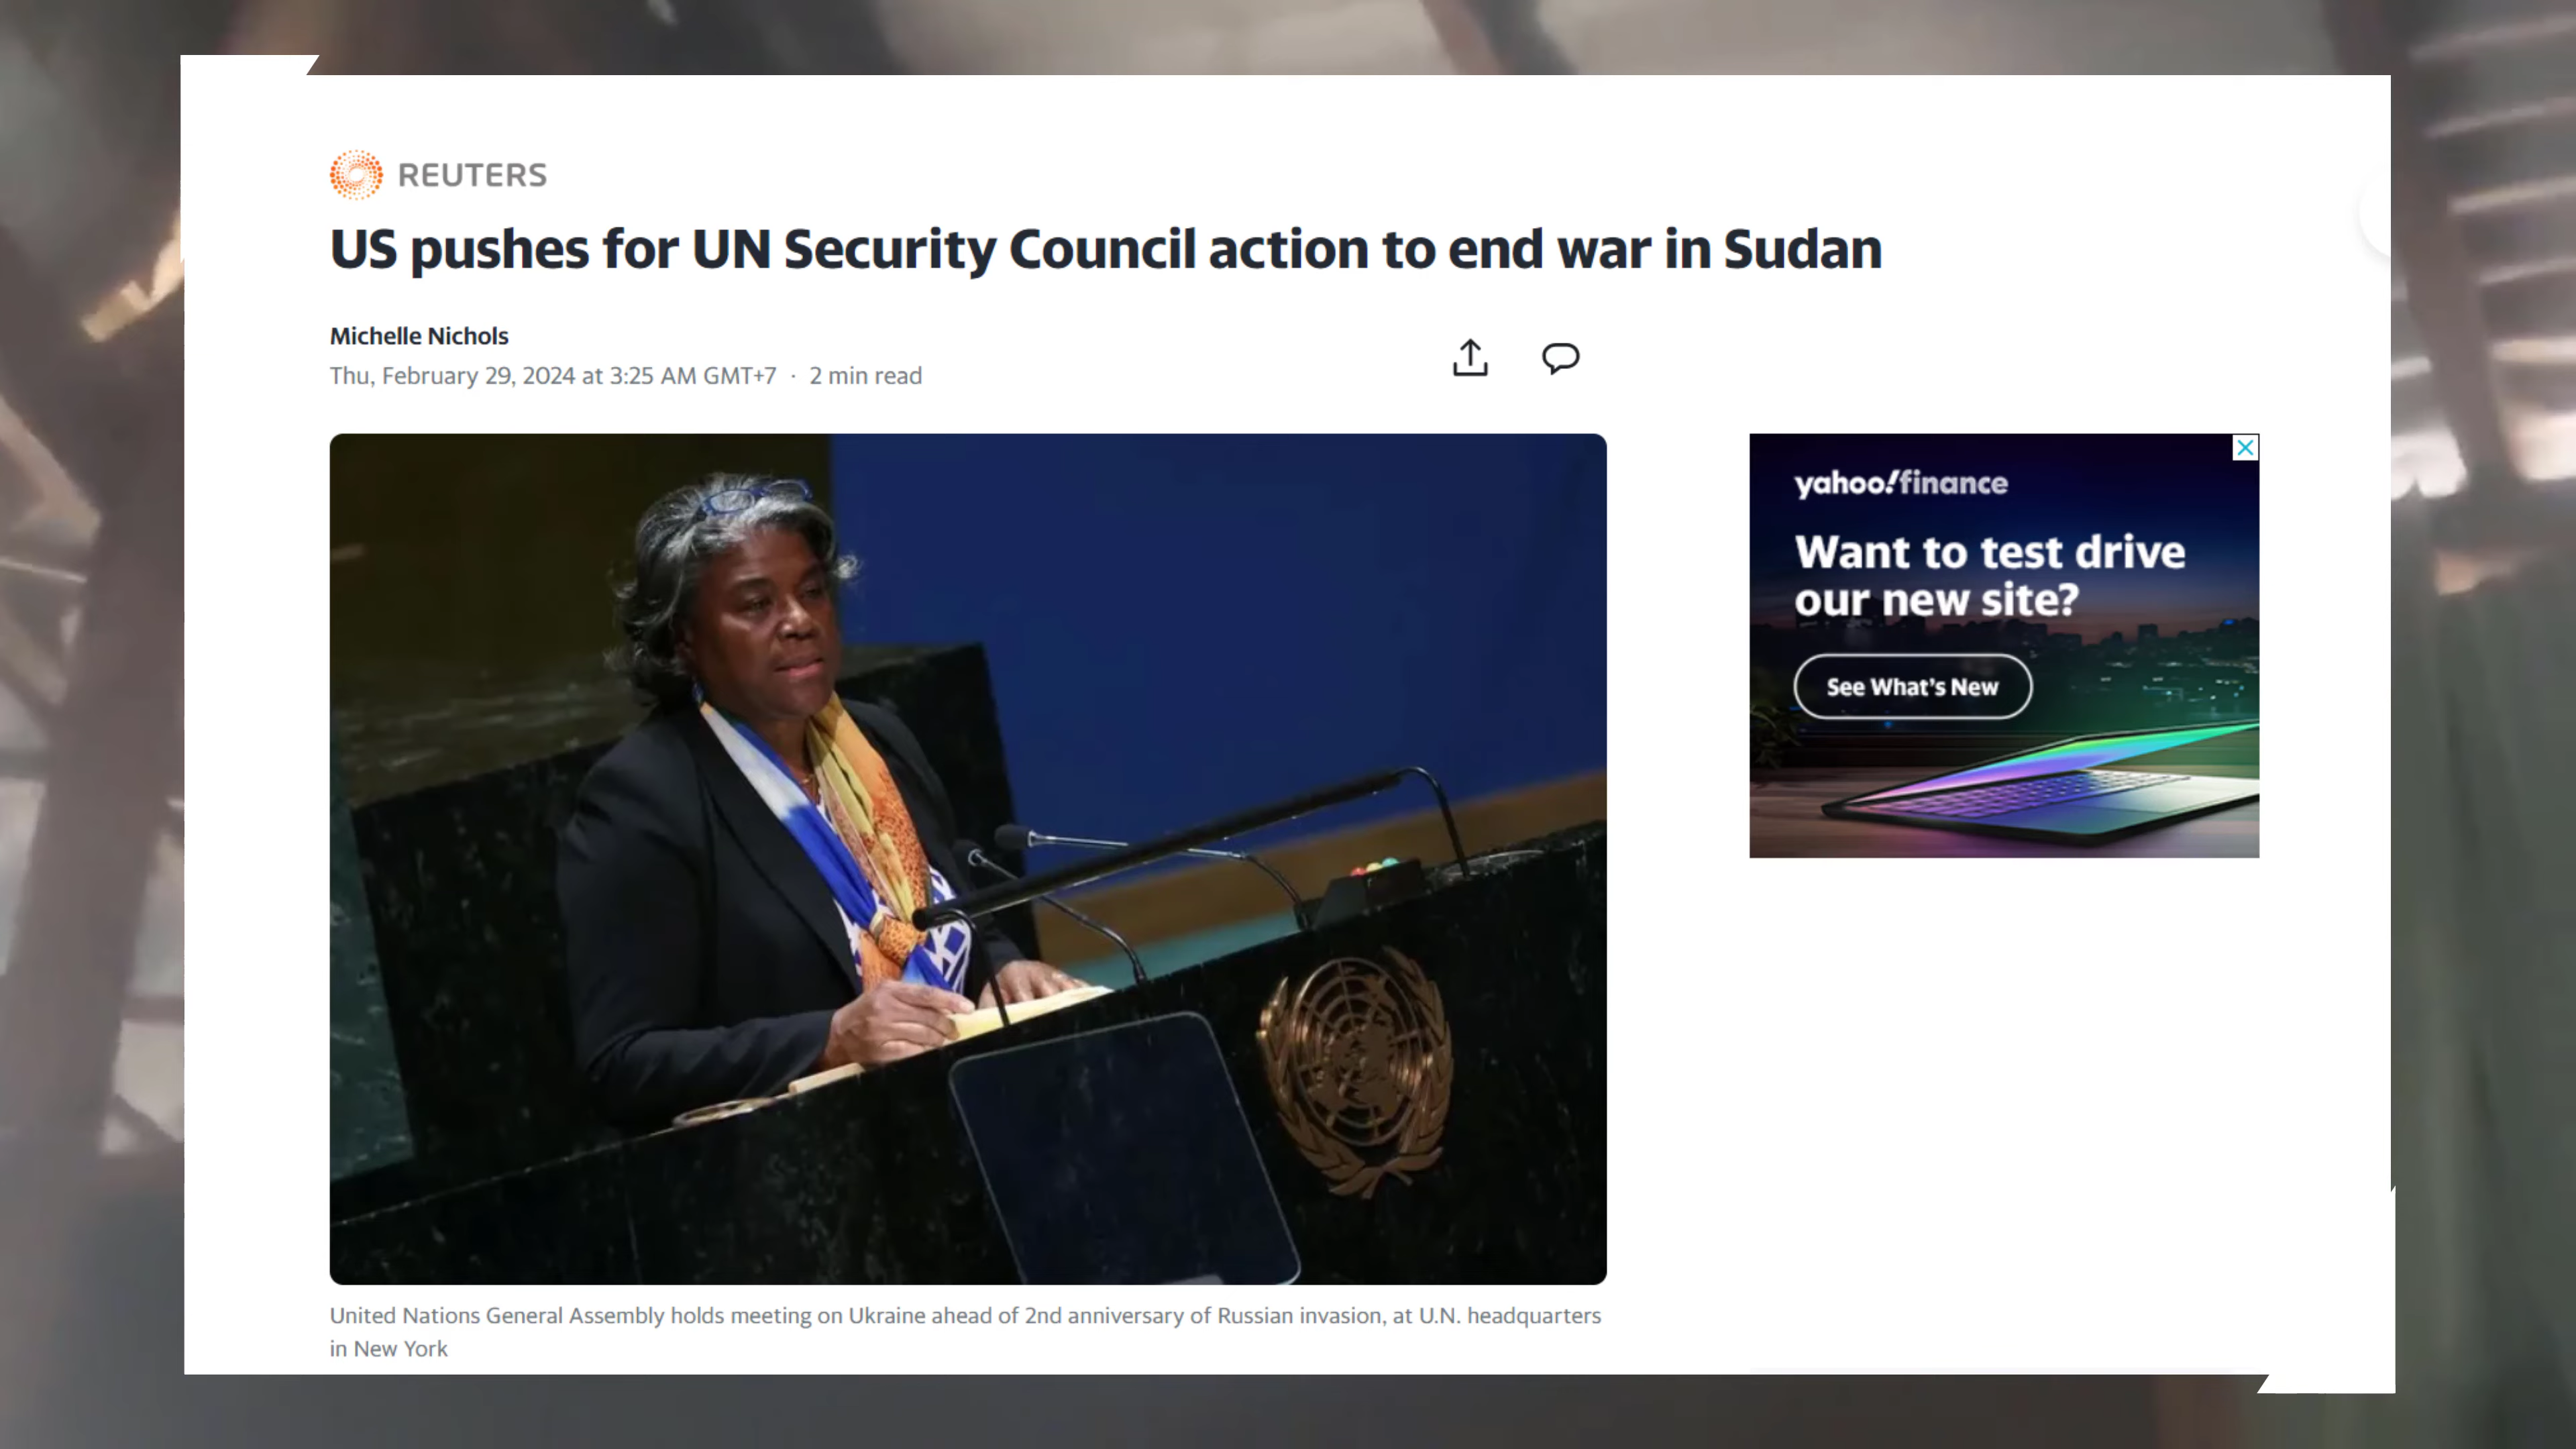 REUTERS
US pushes for UN Security Council action to end war in Sudan
Michelle Nichols
Thu, February 29, 2024 at 3:25 AM GMT+7 · 2 min read
yahoo!finance
Want to test drive
our new site?
See What's New
United Nations General Assembly holds meeting on Ukraine ahead of 2nd anniversary of Russian invasion, at U.N. headquarters
in New York